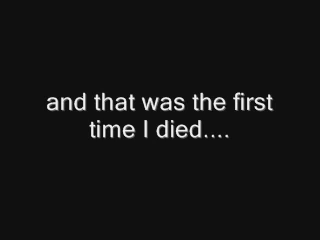 and that was the first
time I died....